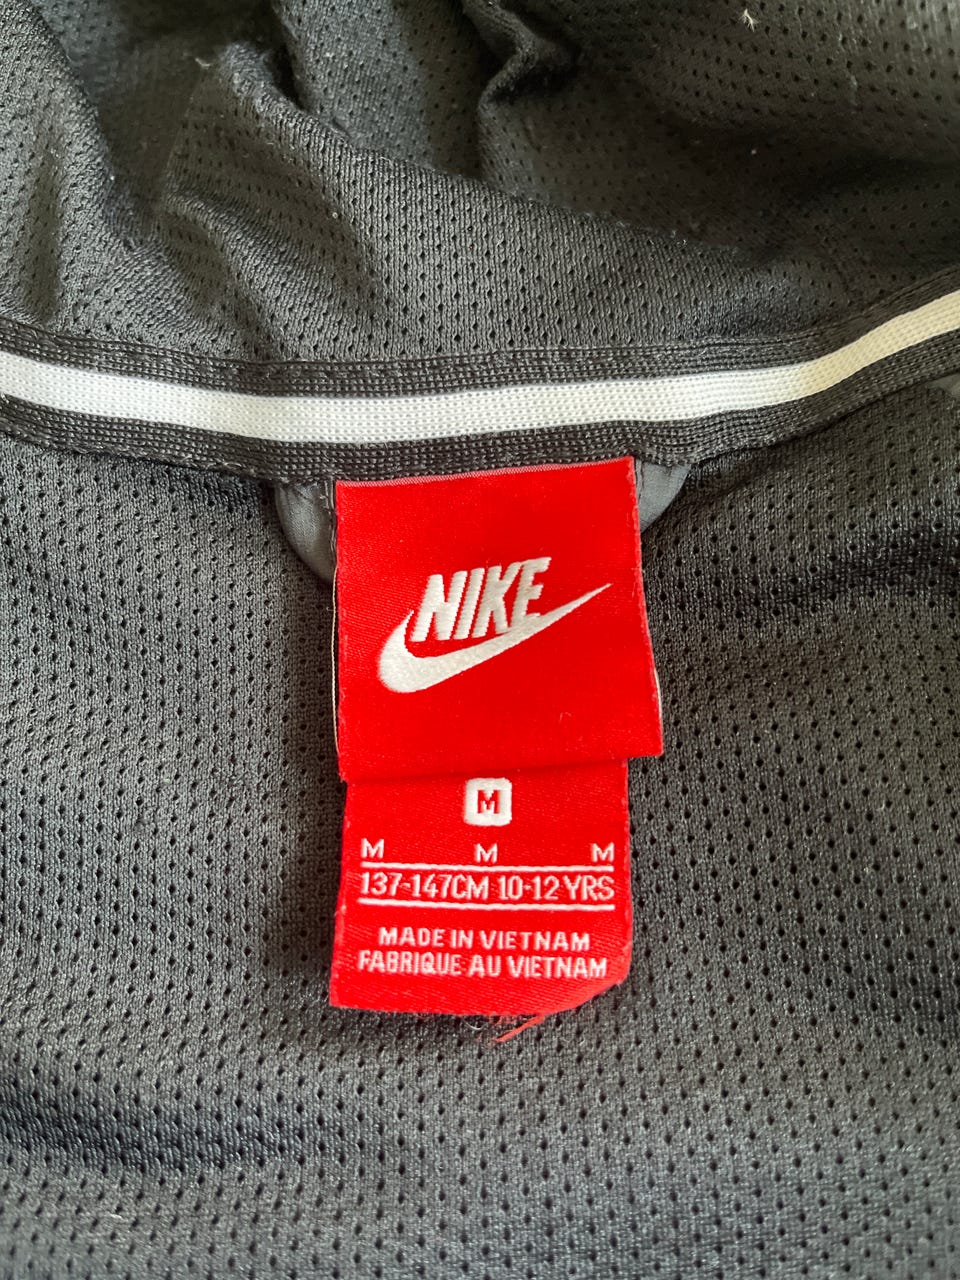 NIKE
M
M M M
137-147CM 10-12 YRS
MADE IN VIETNAM
FABRIQUE AU VIETNAM